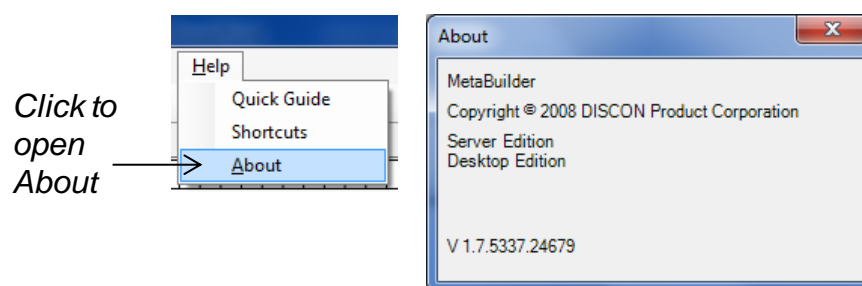 Click to
open
About
Help
Quick Guide
Shortcuts
About
About
MetaBuilder
Copyright © 2008 DISCON Product Corporation
Server Edition
Desktop Edition
V 1.7.5337.24679